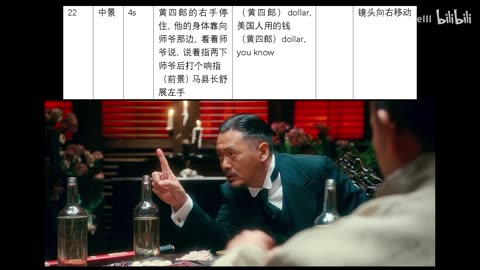 22
中景
4s
黄四郎的右手停
住，他的身体靠向
师爷那边，看着师
爷说，说着指两下
师爷后打个响指
（前景）马县长舒
展左手
（黄四郎）dollar,
美国人用的钱
（黄四郎）dollar,
you know
镜头向右移动
bilibili